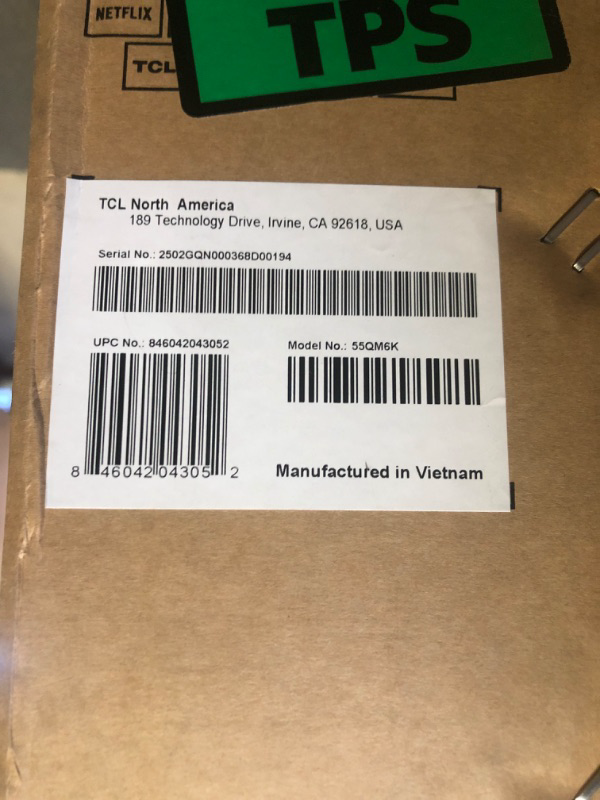 NETFLIX
TPS
TCL
TCL North America
189 Technology Drive, Irvine, CA 92618, USA
Serial No.: 2502GQN000368D00194
UPC No.: 846042043052
Model No.: 55QM6K
8 46042 04305 2
Manufactured in Vietnam